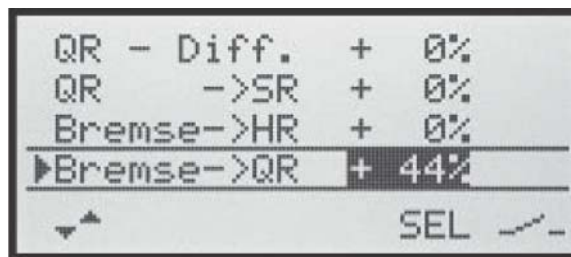 QR - Diff. + 0%
QR ->SR + 0%
Bremse->HR + 0%
Bremse->QR + 44%
SEL